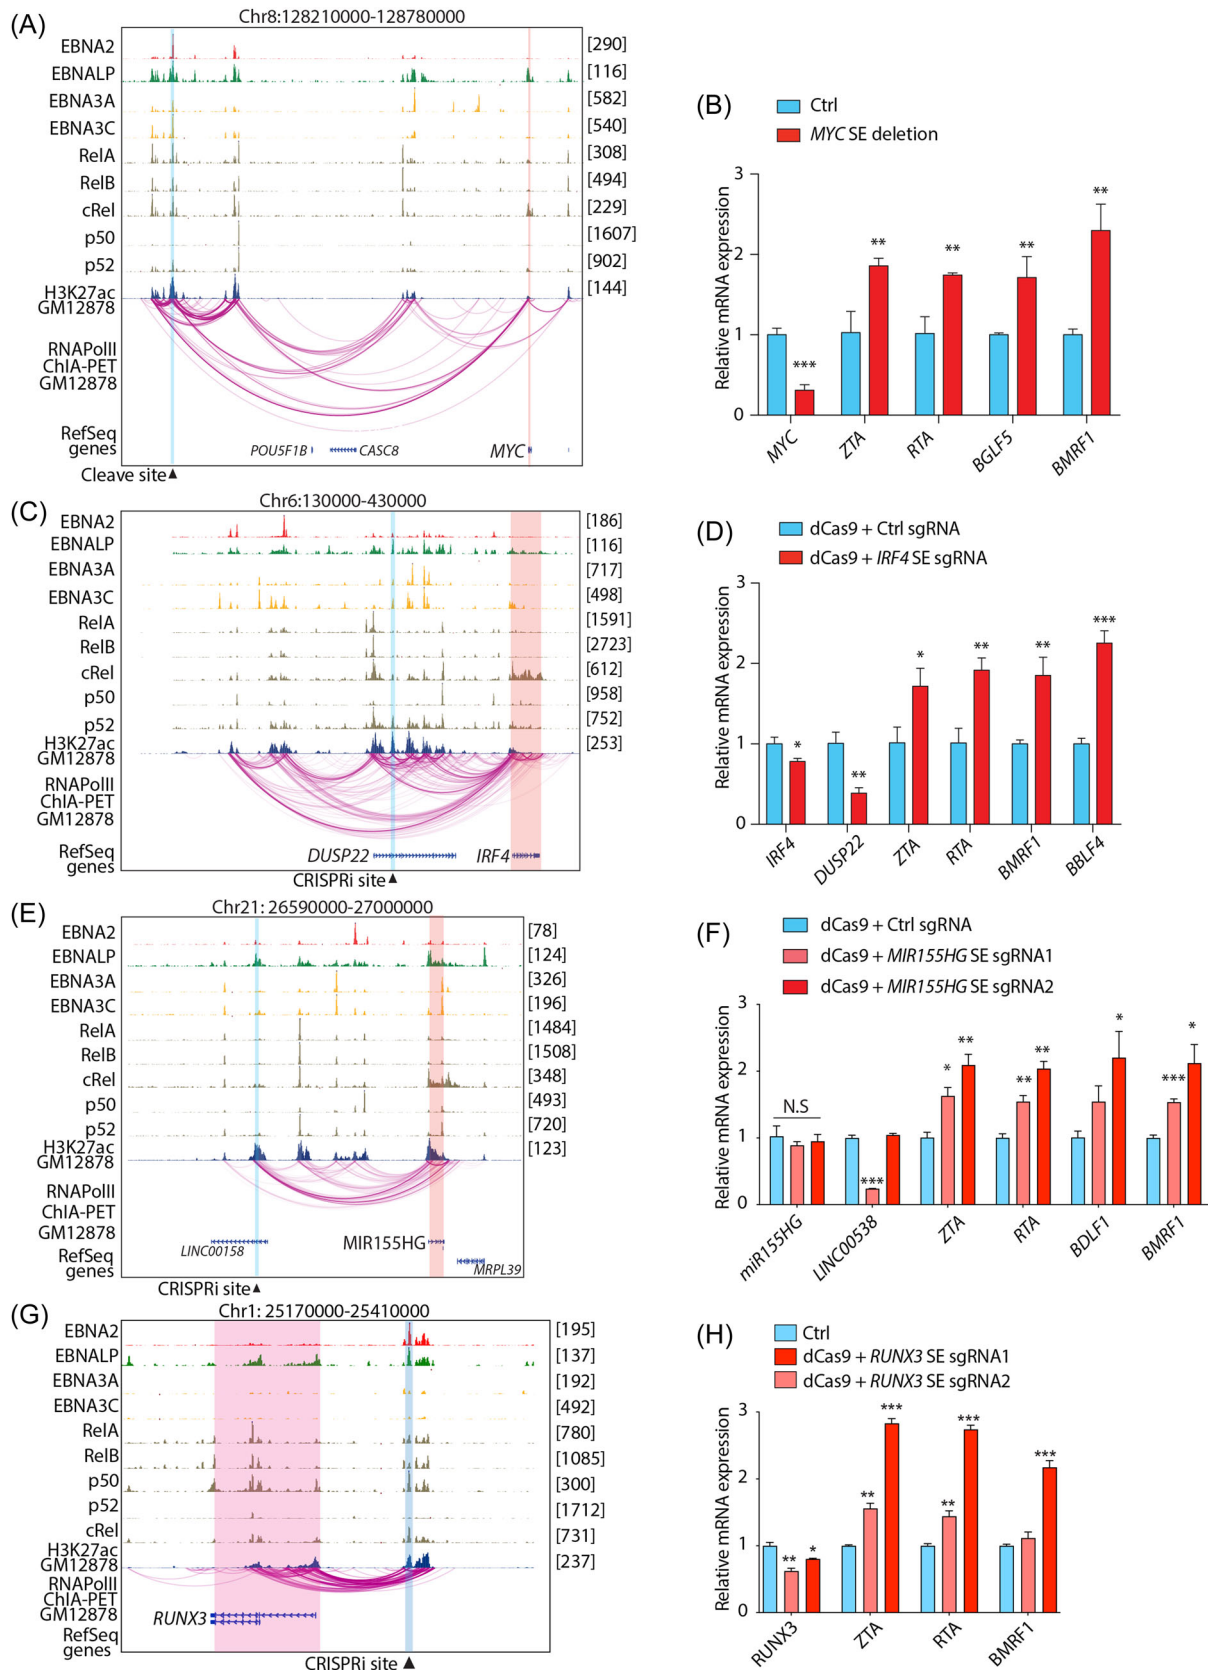 (A)
Chr8:128210000-128780000
EBNA2 [290]
EBNALP [116]
EBNA3A [582]
EBNA3C [540]
RelA [308]
RelB [494]
cRel [229]
p50 [1607]
p52 [902]
H3K27ac [144]
GM12878
RNAPolII
ChIA-PET
GM12878
RefSeq
genes
POU5F1B CASC8 MYC
Cleave site▲
(B)
Ctrl
MYC SE deletion
Relative mRNA expression
3
2
1
0
** ** ** ** ***
MYC ZTA RTA BGLF5 BMRF1
(C)
Chr6:130000-430000
EBNA2 [186]
EBNALP [116]
EBNA3A [717]
EBNA3C [498]
RelA [1591]
RelB [2723]
cRel [612]
p50 [958]
p52 [752]
H3K27ac [253]
GM12878
RNAPolII
ChIA-PET
GM12878
RefSeq
genes
DUSP22 IRF4
CRISPRi site▲
(D)
dCas9 + Ctrl sgRNA
dCas9 + IRF4 SE sgRNA
Relative mRNA expression
3
2
1
0
* ** * ** ** ***
IRF4 DUSP22 ZTA RTA BMRF1 BBLF4
(E)
Chr21: 26590000-27000000
EBNA2 [78]
EBNALP [124]
EBNA3A [326]
EBNA3C [196]
RelA [1484]
RelB [1508]
cRel [348]
p50 [493]
p52 [720]
H3K27ac [123]
GM12878
RNAPolII
ChIA-PET
GM12878
RefSeq
genes
LINC00158 MIR155HG MRPL39
CRISPRi site▲
(F)
dCas9 + Ctrl sgRNA
dCas9 + MIR155HG SE sgRNA1
dCas9 + MIR155HG SE sgRNA2
Relative mRNA expression
3
2
1
0
N.S *** * ** ** ** * *** *
miR155HG LINC00538 ZTA RTA BDLF1 BMRF1
(G)
Chr1: 25170000-25410000
EBNA2 [195]
EBNALP [137]
EBNA3A [192]
EBNA3C [492]
RelA [780]
RelB [1085]
p50 [300]
p52 [1712]
cRel [731]
H3K27ac [237]
GM12878
RNAPolII
ChIA-PET
GM12878
RefSeq
genes
RUNX3
CRISPRi site ▲
(H)
Ctrl
dCas9 + RUNX3 SE sgRNA1
dCas9 + RUNX3 SE sgRNA2
Relative mRNA expression
3
2
1
0
** * ** *** ** *** ***
RUNX3 ZTA RTA BMRF1